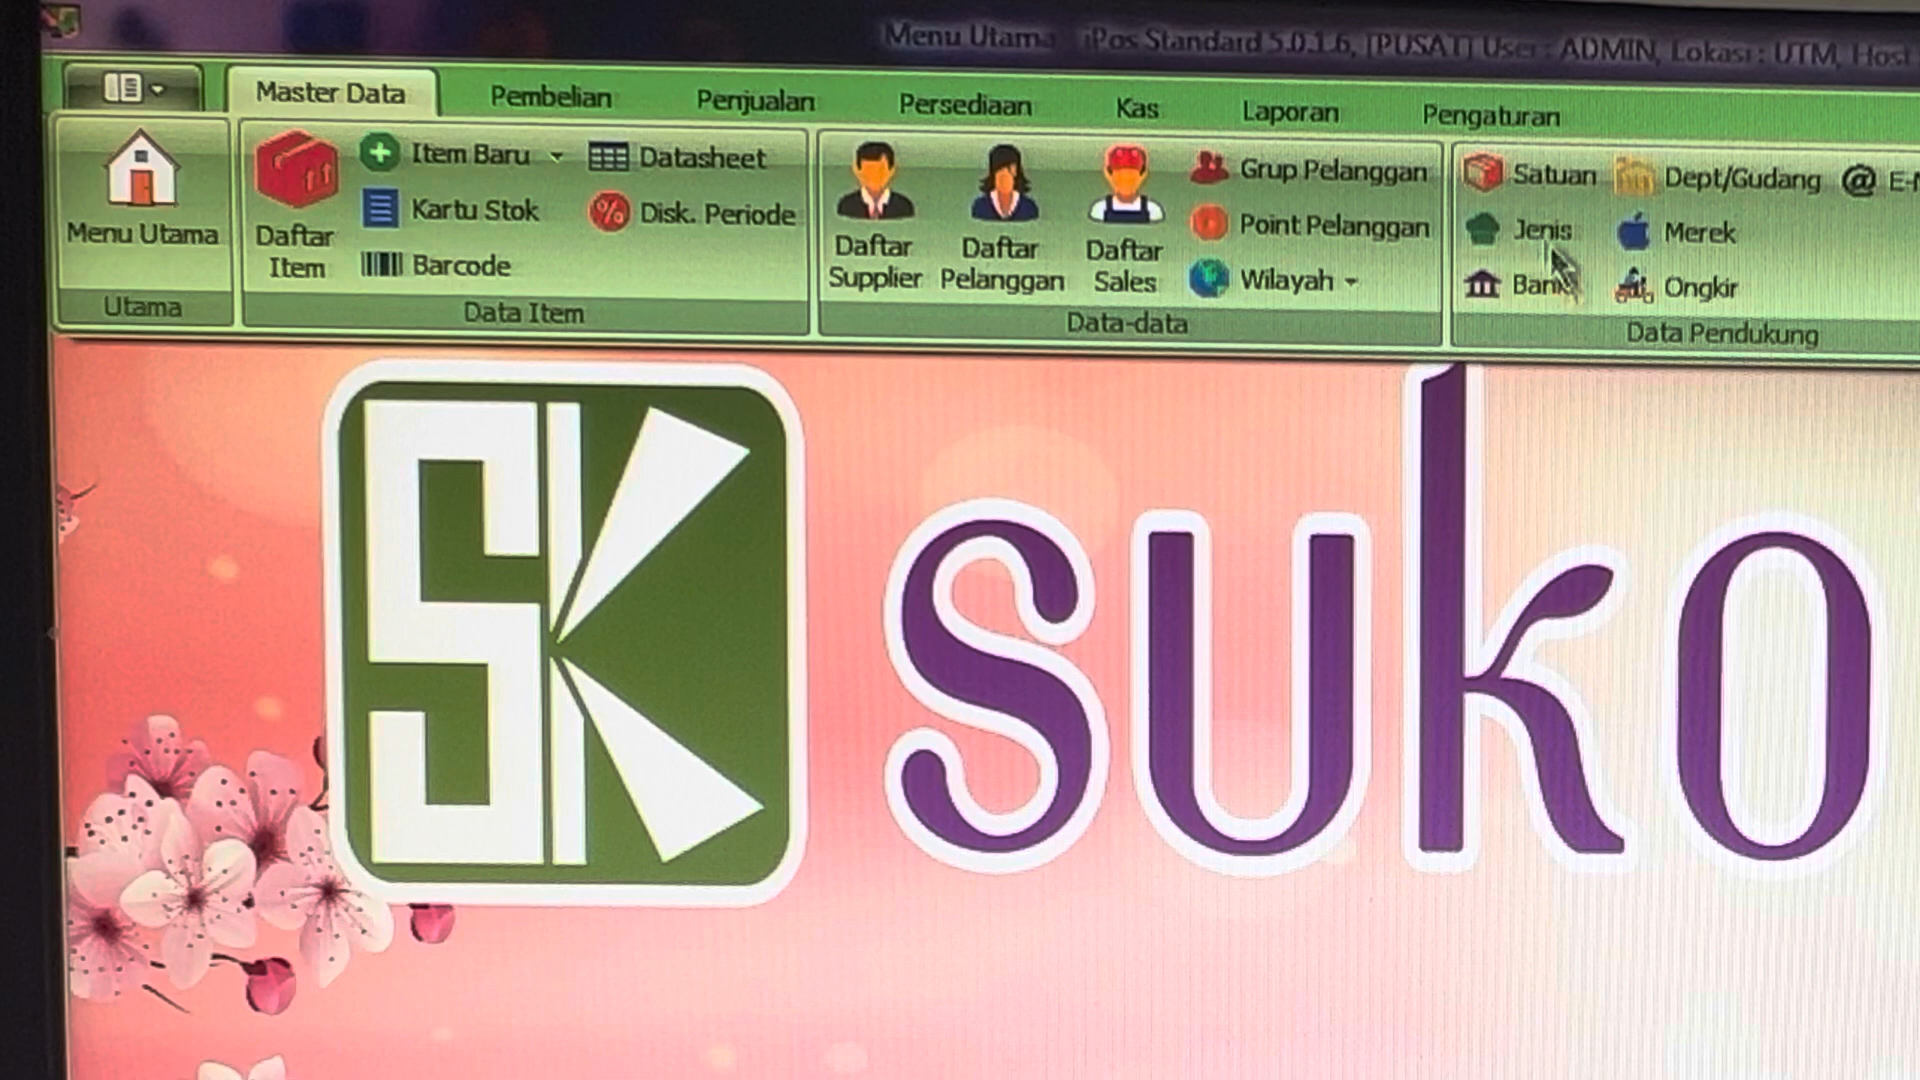 Menu Utama iPos Standard 5.0.1.6, [PUSAT] User : ADMIN, Lokasi : UTM, Host
Master Data Pembelian Penjualan Persediaan Kas Laporan Pengaturan
Menu Utama
Utama
Daftar Item
Item Baru
Kartu Stok
Barcode
Datasheet
Disk. Periode
Data Item
Daftar Supplier
Daftar Pelanggan
Daftar Sales
Grup Pelanggan
Point Pelanggan
Wilayah
Data-data
Satuan
Jenis
Bank
Dept/Gudang
Merek
Ongkir
Data Pendukung
SK
suko